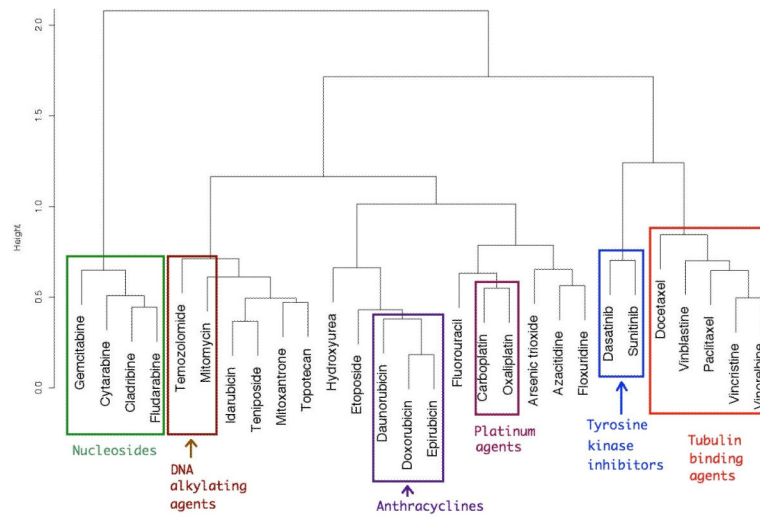 2.0
1.5
1.0
0.5
0.0
Height
Gemcitabine
Cytarabine
Cladribine
Fludarabine
Temozolomide
Mitomycin
Idarubicin
Teniposide
Mitoxantrone
Topotecan
Hydroxyurea
Etoposide
Daunorubicin
Doxorubicin
Epirubicin
Fluorouracil
Carboplatin
Oxaliplatin
Arsenic trioxide
Azacitidine
Floxuridine
Dasatinib
Sunitinib
Docetaxel
Vinblastine
Paclitaxel
Vincristine
Vinorelbine
Nucleosides
DNA
alkylating
agents
Anthracyclines
Platinum
agents
Tyrosine
kinase
inhibitors
Tubulin
binding
agents